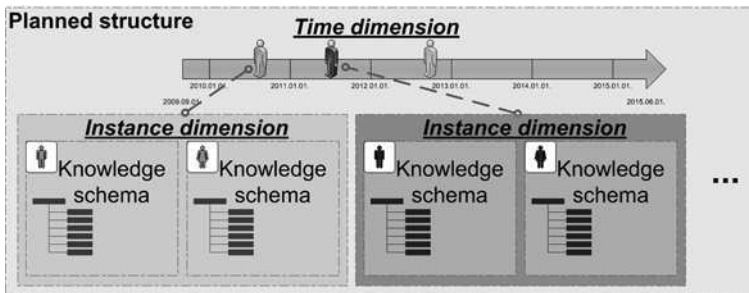 Planned structure
Time dimension
2010.01.01.
2011.01.01.
2012.01.01.
2013.01.01.
2014.01.01.
2015.01.01.
2009.09.01.
2015.06.01.
Instance dimension
Instance dimension
Knowledge
schema
Knowledge
schema
Knowledge
schema
Knowledge
schema
...